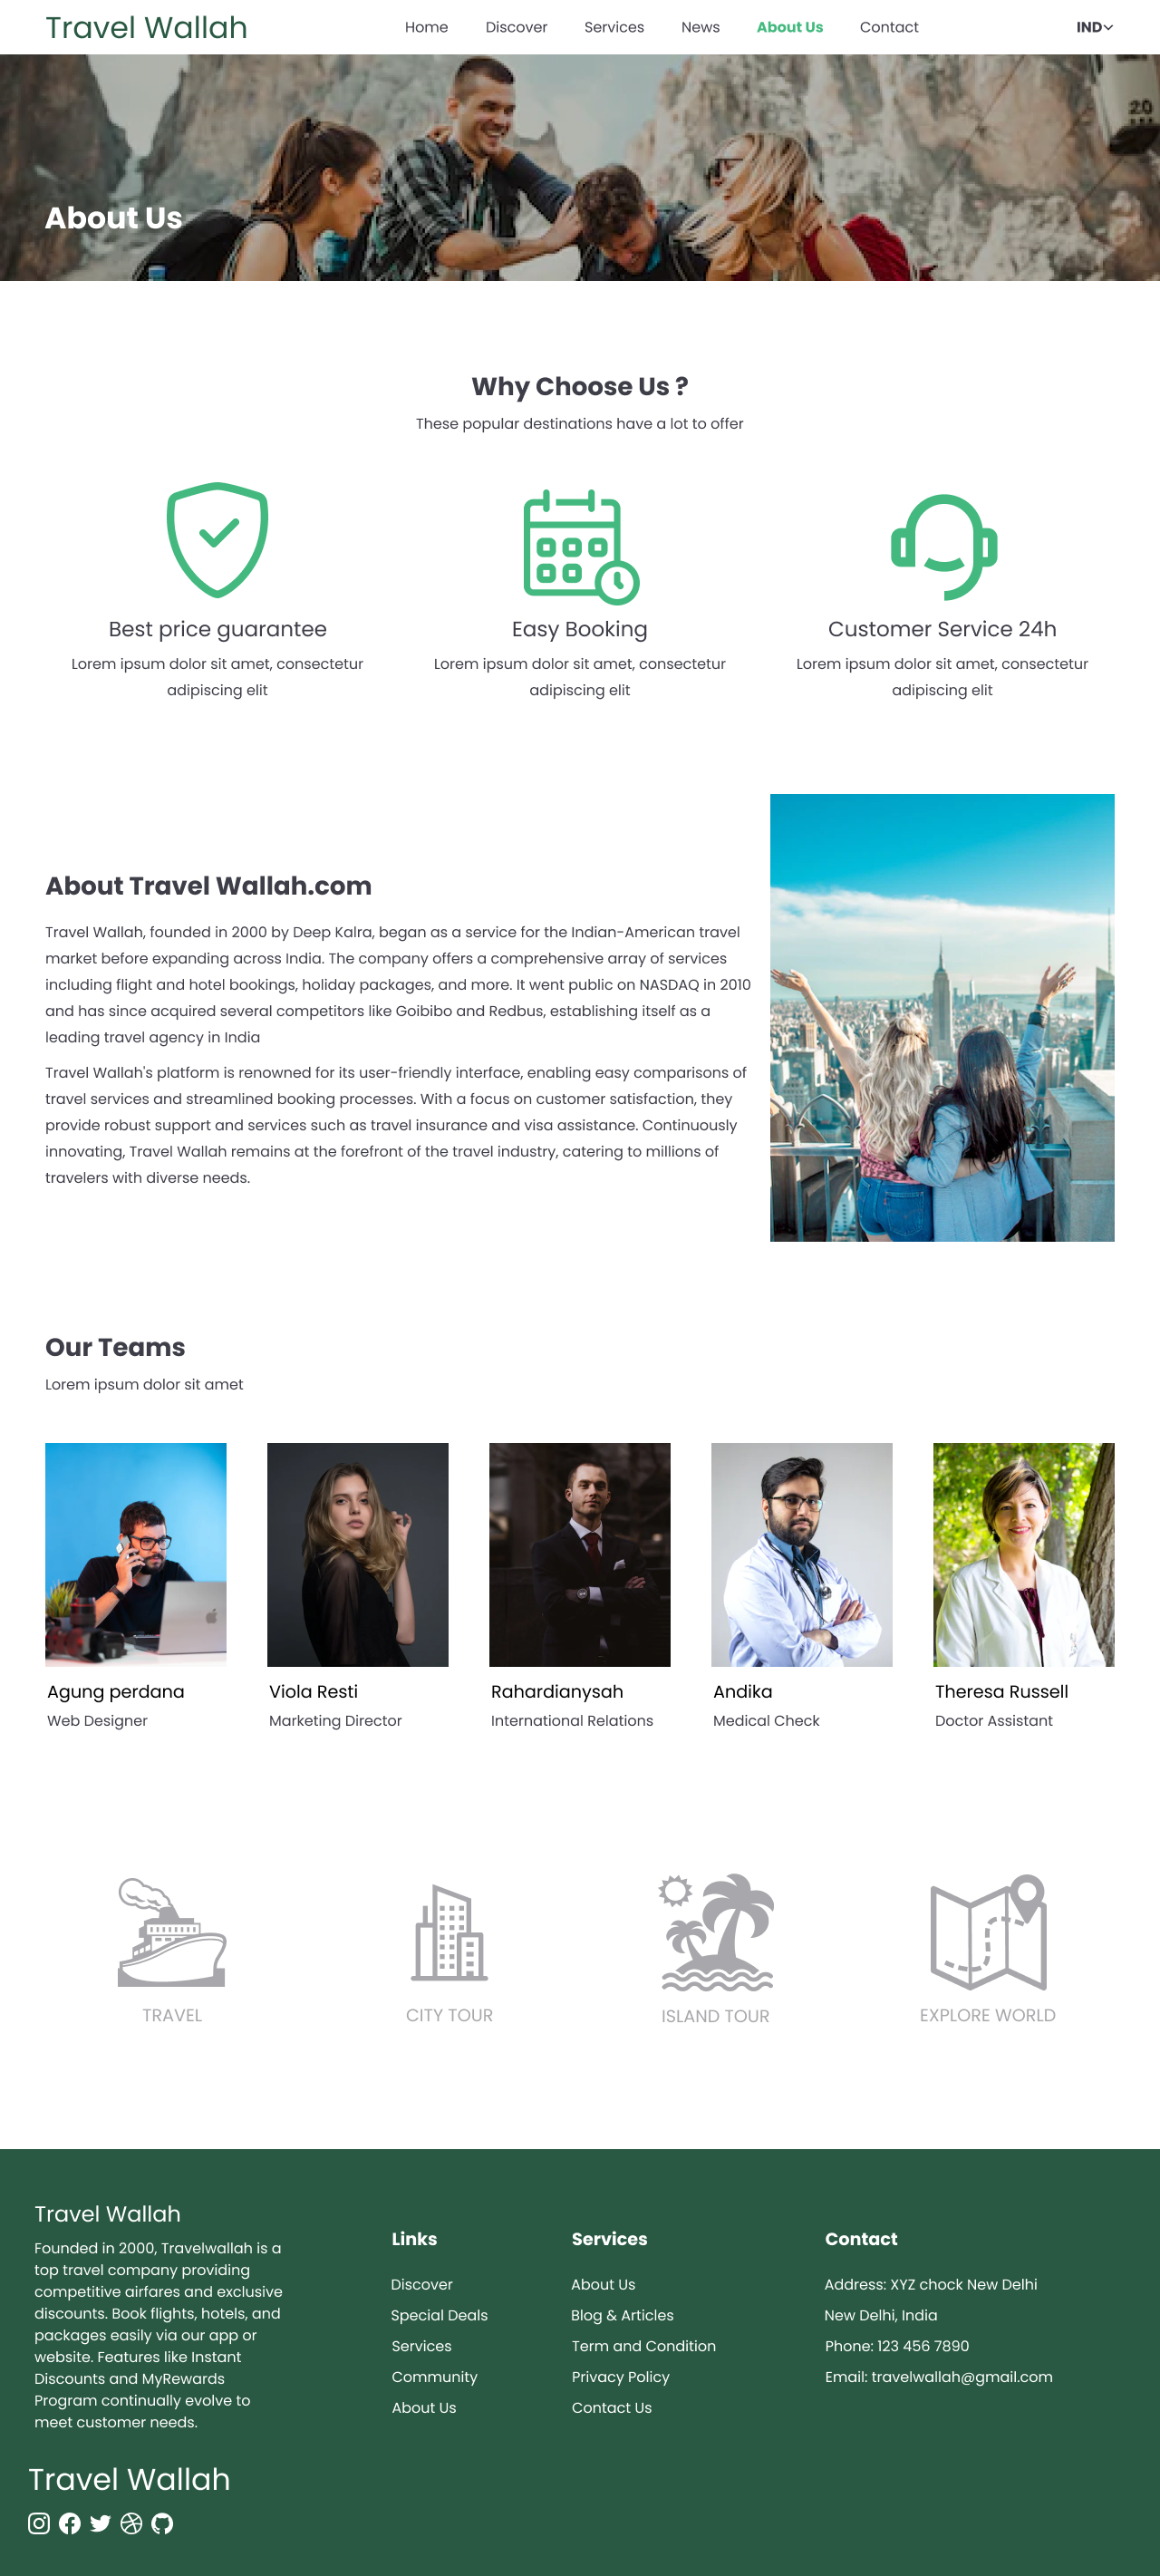 Travel Wallah
Home Discover Services News About Us Contact IND
20
About Us
Why Choose Us ?
These popular destinations have a lot to offer
Best price guarantee
Lorem ipsum dolor sit amet, consectetur
adipiscing elit
Easy Booking
Lorem ipsum dolor sit amet, consectetur
adipiscing elit
Customer Service 24h
Lorem ipsum dolor sit amet, consectetur
adipiscing elit
About Travel Wallah.com
Travel Wallah, founded in 2000 by Deep Kalra, began as a service for the Indian-American travel
market before expanding across India. The company offers a comprehensive array of services
including flight and hotel bookings, holiday packages, and more. It went public on NASDAQ in 2010
and has since acquired several competitors like Goibibo and Redbus, establishing itself as a
leading travel agency in India
Travel Wallah's platform is renowned for its user-friendly interface, enabling easy comparisons of
travel services and streamlined booking processes. With a focus on customer satisfaction, they
provide robust support and services such as travel insurance and visa assistance. Continuously
innovating, Travel Wallah remains at the forefront of the travel industry, catering to millions of
travelers with diverse needs.
Our Teams
Lorem ipsum dolor sit amet
Agung perdana
Web Designer
Viola Resti
Marketing Director
Rahardianysah
International Relations
Andika
Medical Check
Theresa Russell
Doctor Assistant
TRAVEL
CITY TOUR
ISLAND TOUR
EXPLORE WORLD
Travel Wallah
Founded in 2000, Travelwallah is a
top travel company providing
competitive airfares and exclusive
discounts. Book flights, hotels, and
packages easily via our app or
website. Features like Instant
Discounts and MyRewards
Program continually evolve to
meet customer needs.
Travel Wallah
Links
Discover
Special Deals
Services
Community
About Us
Services
About Us
Blog & Articles
Term and Condition
Privacy Policy
Contact Us
Contact
Address: XYZ chock New Delhi
New Delhi, India
Phone: 123 456 7890
Email: travelwallah@gmail.com